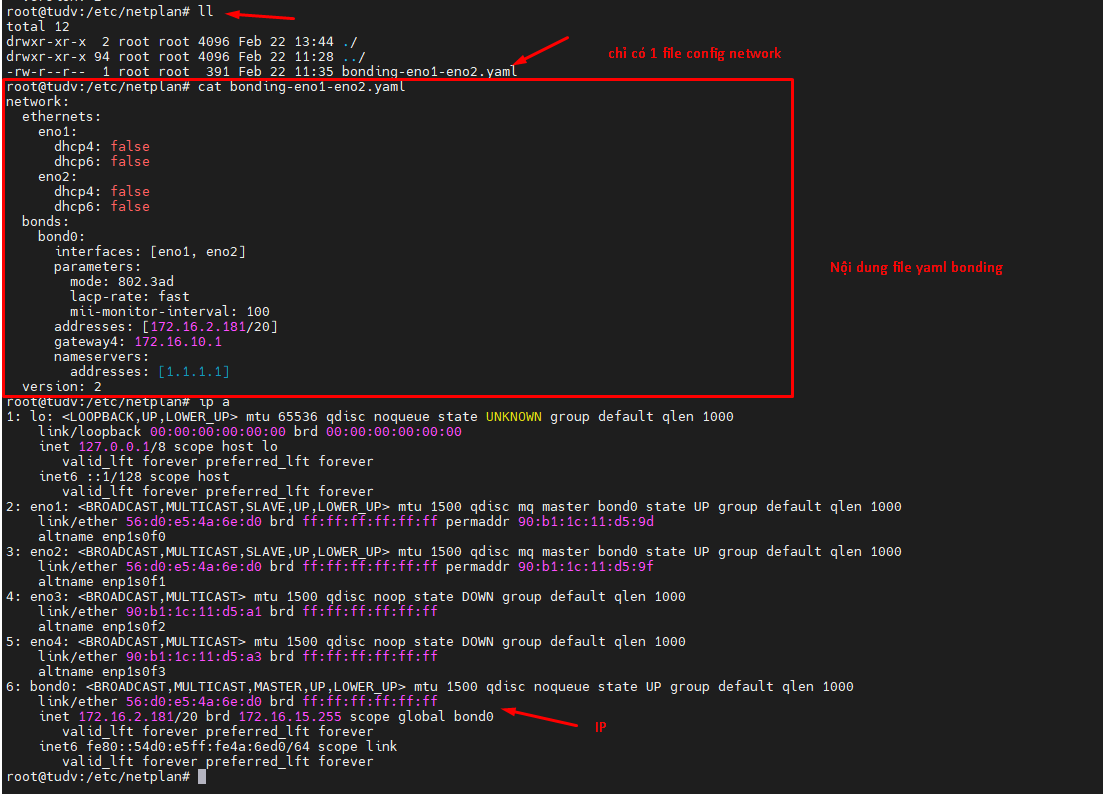 root@tudv:/etc/netplan# ll
total 12
drwxr-xr-x  2 root root 4096 Feb 22 13:44 ./
drwxr-xr-x 94 root root 4096 Feb 22 11:28 ../
chỉ có 1 file config network
-rw-r--r--  1 root root  391 Feb 22 11:35 bonding-eno1-eno2.yaml
root@tudv:/etc/netplan# cat bonding-eno1-eno2.yaml
network:
  ethernets:
    eno1:
      dhcp4: false
      dhcp6: false
    eno2:
      dhcp4: false
      dhcp6: false
  bonds:
    bond0:
      interfaces: [eno1, eno2]
      parameters:
        mode: 802.3ad
        lacp-rate: fast
        mii-monitor-interval: 100
      addresses: [172.16.2.181/20]
      gateway4: 172.16.10.1
      nameservers:
        addresses: [1.1.1.1]
  version: 2
Nội dung file yaml bonding
root@tudv:/etc/netplan# ip a
1: lo: <LOOPBACK,UP,LOWER_UP> mtu 65536 qdisc noqueue state UNKNOWN group default qlen 1000
    link/loopback 00:00:00:00:00:00 brd 00:00:00:00:00:00
    inet 127.0.0.1/8 scope host lo
       valid_lft forever preferred_lft forever
    inet6 ::1/128 scope host
       valid_lft forever preferred_lft forever
2: eno1: <BROADCAST,MULTICAST,SLAVE,UP,LOWER_UP> mtu 1500 qdisc mq master bond0 state UP group default qlen 1000
    link/ether 56:d0:e5:4a:6e:d0 brd ff:ff:ff:ff:ff:ff permaddr 90:b1:1c:11:d5:9d
    altname enp1s0f0
3: eno2: <BROADCAST,MULTICAST,SLAVE,UP,LOWER_UP> mtu 1500 qdisc mq master bond0 state UP group default qlen 1000
    link/ether 56:d0:e5:4a:6e:d0 brd ff:ff:ff:ff:ff:ff permaddr 90:b1:1c:11:d5:9f
    altname enp1s0f1
4: eno3: <BROADCAST,MULTICAST> mtu 1500 qdisc noop state DOWN group default qlen 1000
    link/ether 90:b1:1c:11:d5:a1 brd ff:ff:ff:ff:ff:ff
    altname enp1s0f2
5: eno4: <BROADCAST,MULTICAST> mtu 1500 qdisc noop state DOWN group default qlen 1000
    link/ether 90:b1:1c:11:d5:a3 brd ff:ff:ff:ff:ff:ff
    altname enp1s0f3
6: bond0: <BROADCAST,MULTICAST,MASTER,UP,LOWER_UP> mtu 1500 qdisc noqueue state UP group default qlen 1000
    link/ether 56:d0:e5:4a:6e:d0 brd ff:ff:ff:ff:ff:ff
    inet 172.16.2.181/20 brd 172.16.15.255 scope global bond0
IP
       valid_lft forever preferred_lft forever
    inet6 fe80::54d0:e5ff:fe4a:6ed0/64 scope link
       valid_lft forever preferred_lft forever
root@tudv:/etc/netplan#